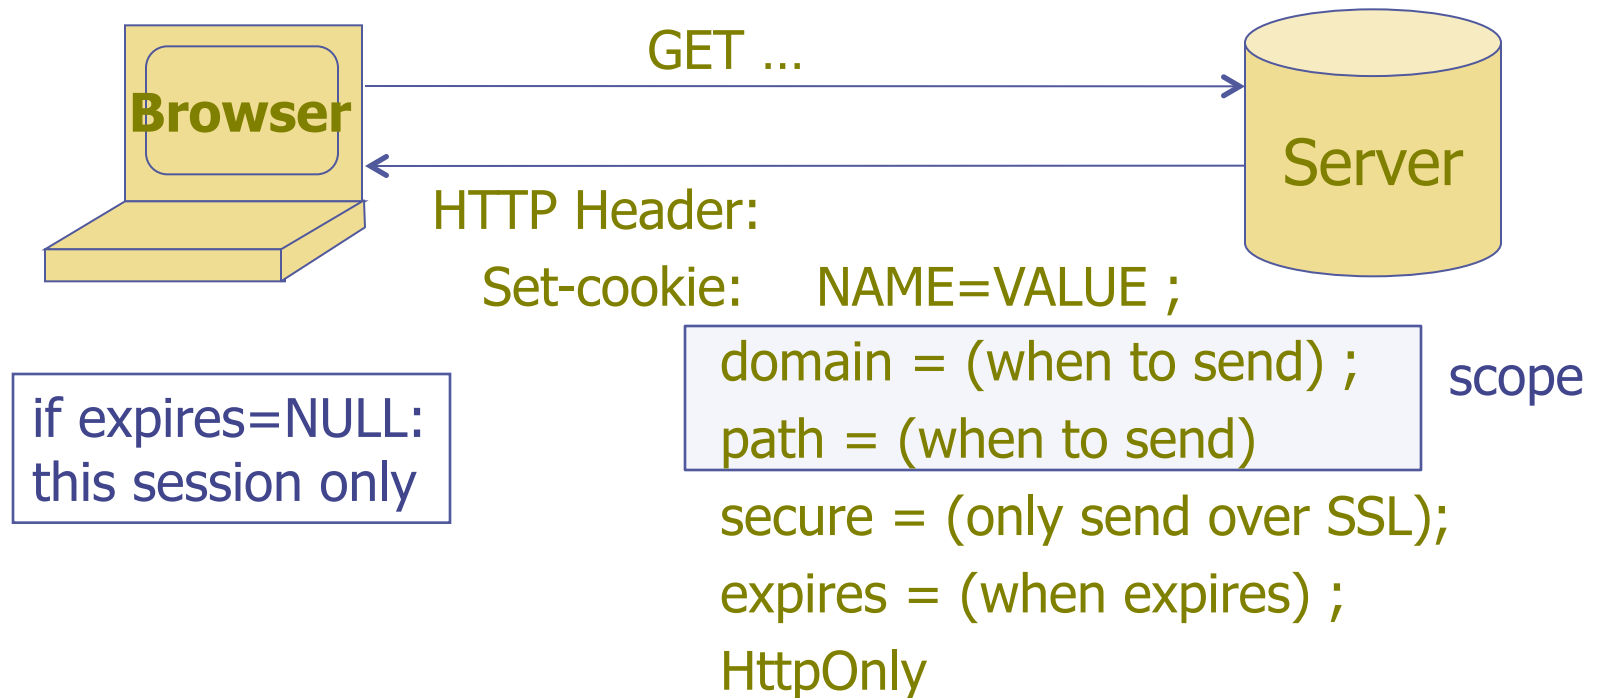 GET ...
Browser
Server
HTTP Header:
Set-cookie: NAME=VALUE ;
domain = (when to send) ;
scope
path = (when to send)
if expires=NULL:
this session only
secure = (only send over SSL);
expires = (when expires) ;
HttpOnly